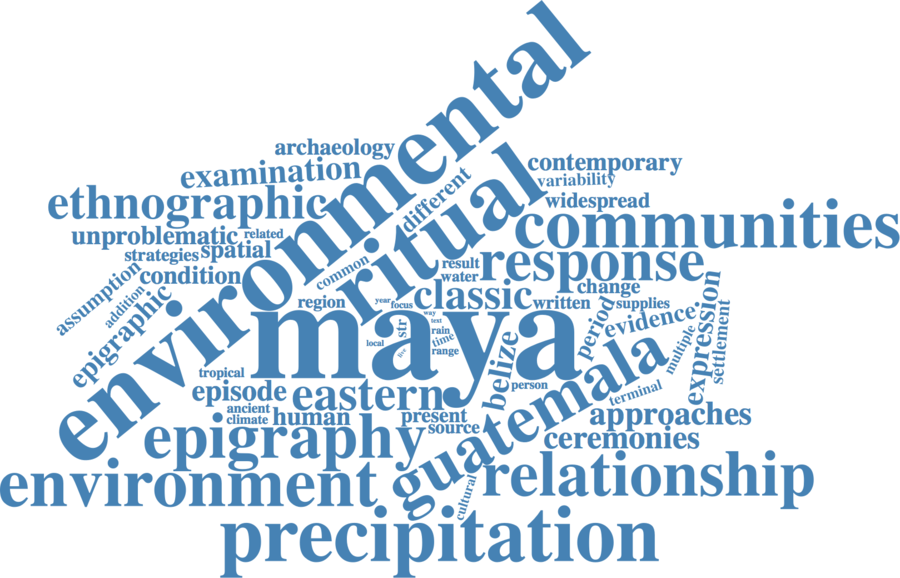 environmental
archaeology
examination
contemporary
variability
different
ritual
ethnographic
widespread
communities
unproblematic
related
strategies
spatial
common
result
response
condition
water
assumption
addition
epigraphic
region
year
focus
classic
written
change
supplies
maya
way
text
str
rain
time
range
local
live
period
evidence
expression
settlement
multiple
tropical
belize
person
guatemala
terminal
episode
eastern
ancient
climate
human
present
source
approaches
epigraphy
ceremonies
environment
cultural
relationship
precipitation